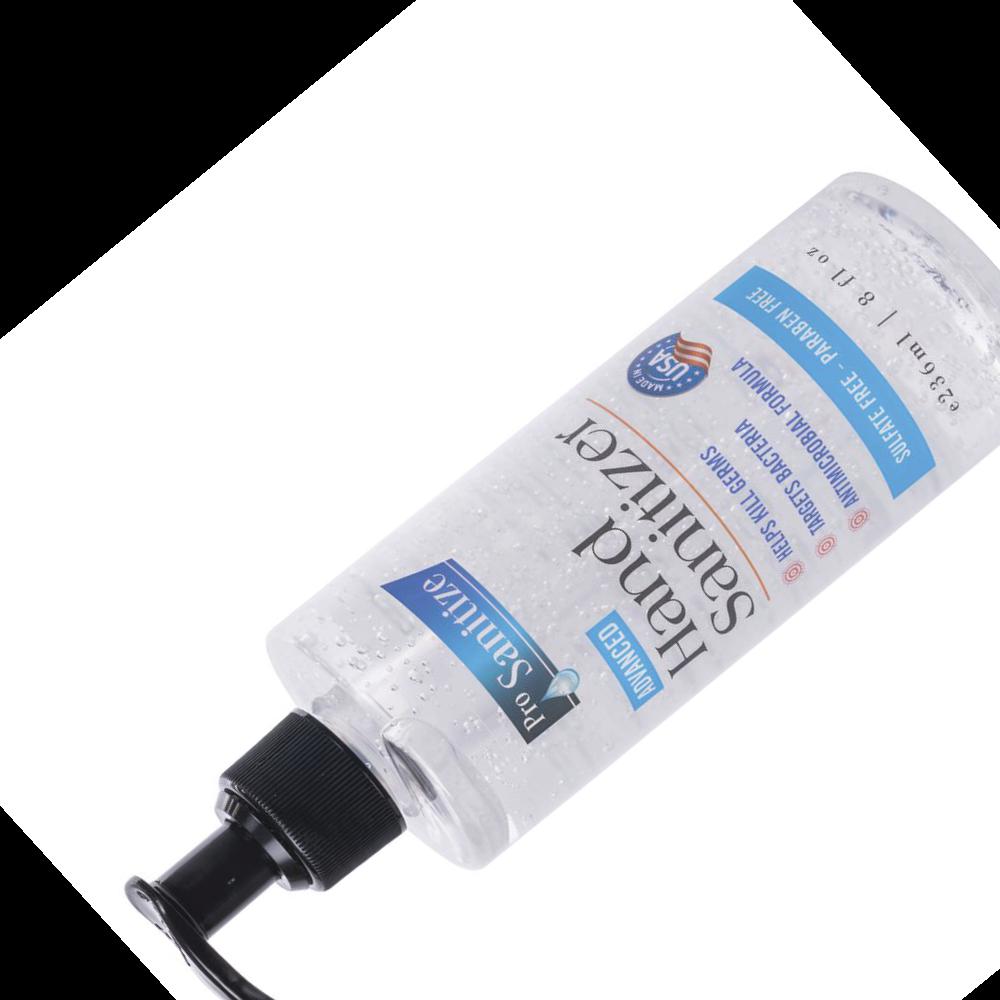 Pro Sanitize
ADVANCED
Hand
Sanitizer
MADE IN
USA
HELPS KILL GERMS
TARGETS BACTERIA
ANTIMICROBIAL FORMULA
SULFATE FREE - PARABEN FREE
e236ml | 8 fl oz